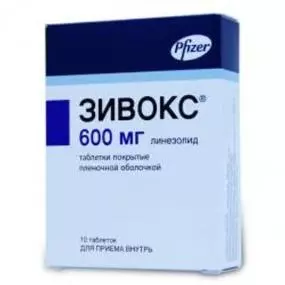 Pfizer
ЗИВОКС®
600 мг линезолид
таблетки покрытые
пленочной оболочкой
10 таблеток
ДЛЯ ПРИЕМА ВНУТРЬ